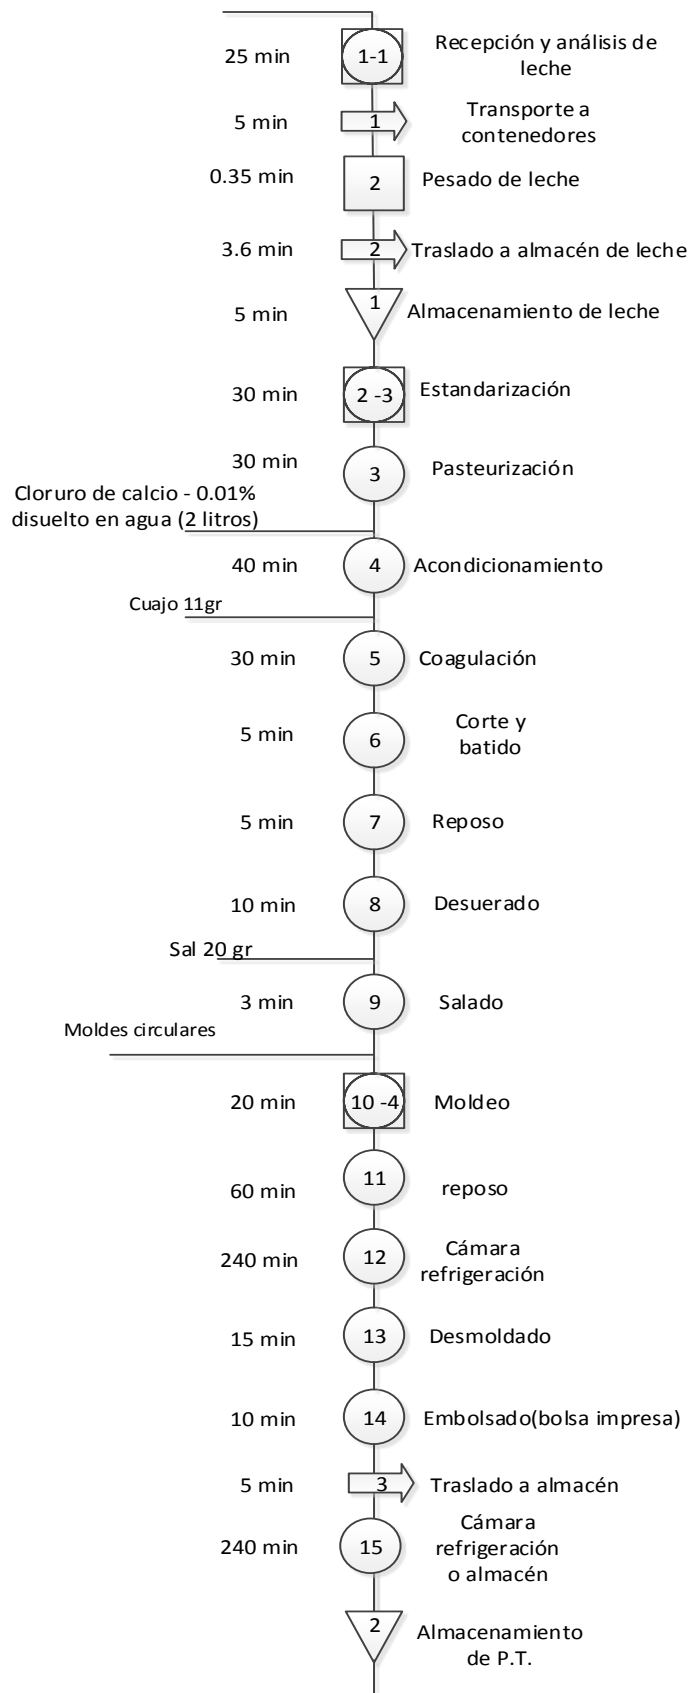 25 min
1-1
Recepción y análisis de
leche
5 min
1
Transporte a
contenedores
0.35 min
2
Pesado de leche
3.6 min
2
Traslado a almacén de leche
5 min
1
Almacenamiento de leche
30 min
2 -3
Estandarización
30 min
3
Pasteurización
Cloruro de calcio - 0.01%
disuelto en agua (2 litros)
40 min
4
Acondicionamiento
Cuajo 11gr
30 min
5
Coagulación
5 min
6
Corte y
batido
5 min
7
Reposo
10 min
8
Desuerado
Sal 20 gr
3 min
9
Salado
Moldes circulares
20 min
10 -4
Moldeo
60 min
11
reposo
240 min
12
Cámara
refrigeración
15 min
13
Desmoldado
10 min
14
Embolsado(bolsa impresa)
5 min
3
Traslado a almacén
240 min
15
Cámara
refrigeración
o almacén
2
Almacenamiento
de P.T.